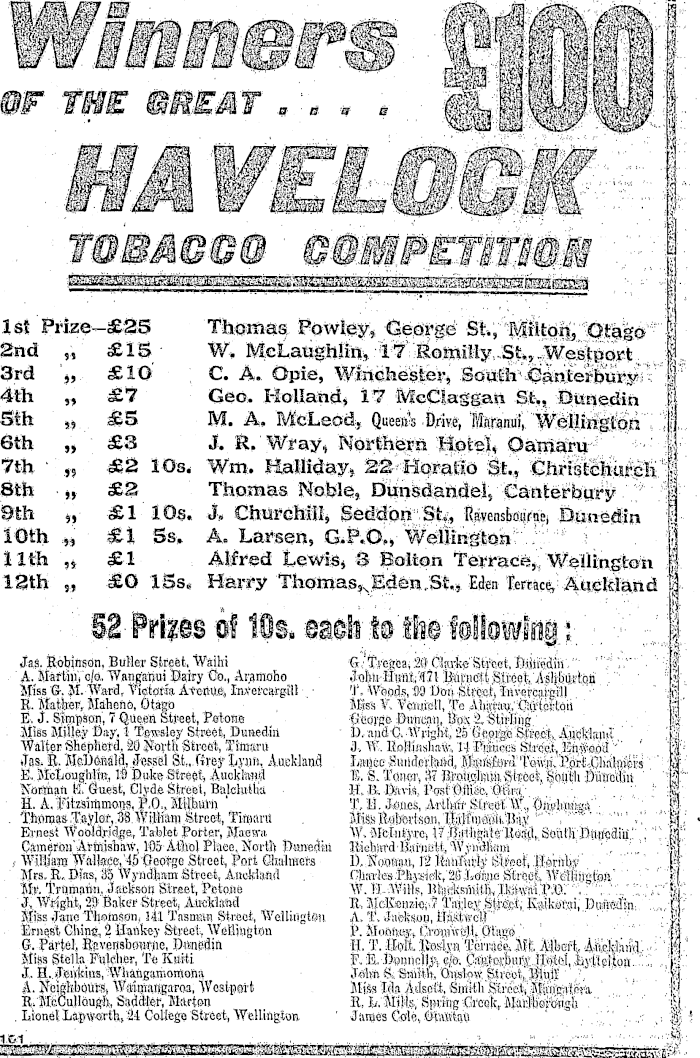 Winners £100
OF THE GREAT . . . .
HAVELOCK
TOBACCO COMPETITION
1st Prize—£25 Thomas Powley, George St., Milton, Otago
2nd „ £15 W. McLaughlin, 17 Romilly St., Westport
3rd „ £10 C. A. Opie, Winchester, South Canterbury
4th „ £7 Geo. Holland, 17 McClaggan St., Dunedin
5th „ £5 M. A. McLeod, Queen's Drive, Maranui, Wellington
6th „ £3 J. R. Wray, Northern Hotel, Oamaru
7th „ £2 10s. Wm. Halliday, 22 Horatio St., Christchurch
8th „ £2 Thomas Noble, Dunsdandel, Canterbury
9th „ £1 10s. J. Churchill, Seddon St., Ravensbourne, Dunedin
10th „ £1 5s. A. Larsen, G.P.O., Wellington
11th „ £1 Alfred Lewis, 3 Bolton Terrace, Wellington
12th „ £0 15s. Harry Thomas, Eden St., Eden Terrace, Auckland
52 Prizes of 10s. each to the following:
Jas. Robinson, Buller Street, Waihi
A. Martin, c/o. Wanganui Dairy Co., Aramoho
Miss G. M. Ward, Victoria Avenue, Invercargill
R. Mather, Maheno, Otago
E. J. Simpson, 7 Queen Street, Petone
Miss Milley Day, 1 Tewsley Street, Dunedin
Walter Shepherd, 20 North Street, Timaru
Jas. R. McDonald, Jessel St., Grey Lynn, Auckland
E. McLoughlin, 19 Duke Street, Auckland
Norman E. Guest, Clyde Street, Balclutha
H. A. Fitzsimmons, P.O., Milburn
Thomas Taylor, 38 William Street, Timaru
Ernest Wooldridge, Tablet Porter, Maewa
Cameron Armishaw, 105 Athol Place, North Dunedin
William Wallace, 45 George Street, Port Chalmers
Mrs. R. Dias, 35 Wyndham Street, Auckland
Mr. Trumann, Jackson Street, Petone
J. Wright, 29 Baker Street, Auckland
Miss Jane Thomson, 141 Tasman Street, Wellington
Ernest Ching, 2 Hankey Street, Wellington
G. Partel, Ravensbourne, Dunedin
Miss Stella Fulcher, Te Kuiti
J. H. Jenkins, Whangamomona
A. Neighbours, Waimangaroa, Westport
R. McCullough, Saddler, Marton
Lionel Lapworth, 24 College Street, Wellington
G. Tregea, 20 Clarke Street, Dunedin
John Hunt, 171 Burnett Street, Ashburton
T. Woods, 99 Don Street, Invercargill
Miss V. Vennell, Te Aharau, Carterton
George Duncan, Box 2, Stirling
D. and C. Wright, 25 George Street, Auckland
J. W. Rollinshaw, 14 Princes Street, Enwood
Lance Sunderland, Mansford Town, Port Chalmers
E. S. Toner, 37 Brougham Street, South Dunedin
H. B. Davis, Post Office, Otira
T. H. Jones, Arthur Street W., Onehunga
Miss Robertson, Halfmoon Bay
W. McIntyre, 17 Bathgate Road, South Dunedin
Richard Barnett, Wyndham
D. Noonan, 12 Ranfurly Street, Hornby
Charles Physick, 26 Lorne Street, Wellington
W. H. Wills, Blacksmith, Ikawai P.O.
R. McKenzie, 7 Tayley Street, Kaikorai, Dunedin
A. T. Jackson, Hastwell
P. Mooney, Cromwell, Otago
H. T. Holt, Roslyn Terrace, Mt. Albert, Auckland
F. E. Donnelly, c/o. Canterbury Hotel, Lyttelton
John S. Smith, Onslow Street, Bluff
Miss Ida Adsett, Smith Street, Mangatera
R. L. Mills, Spring Creek, Marlborough
James Cole, Otautau
101